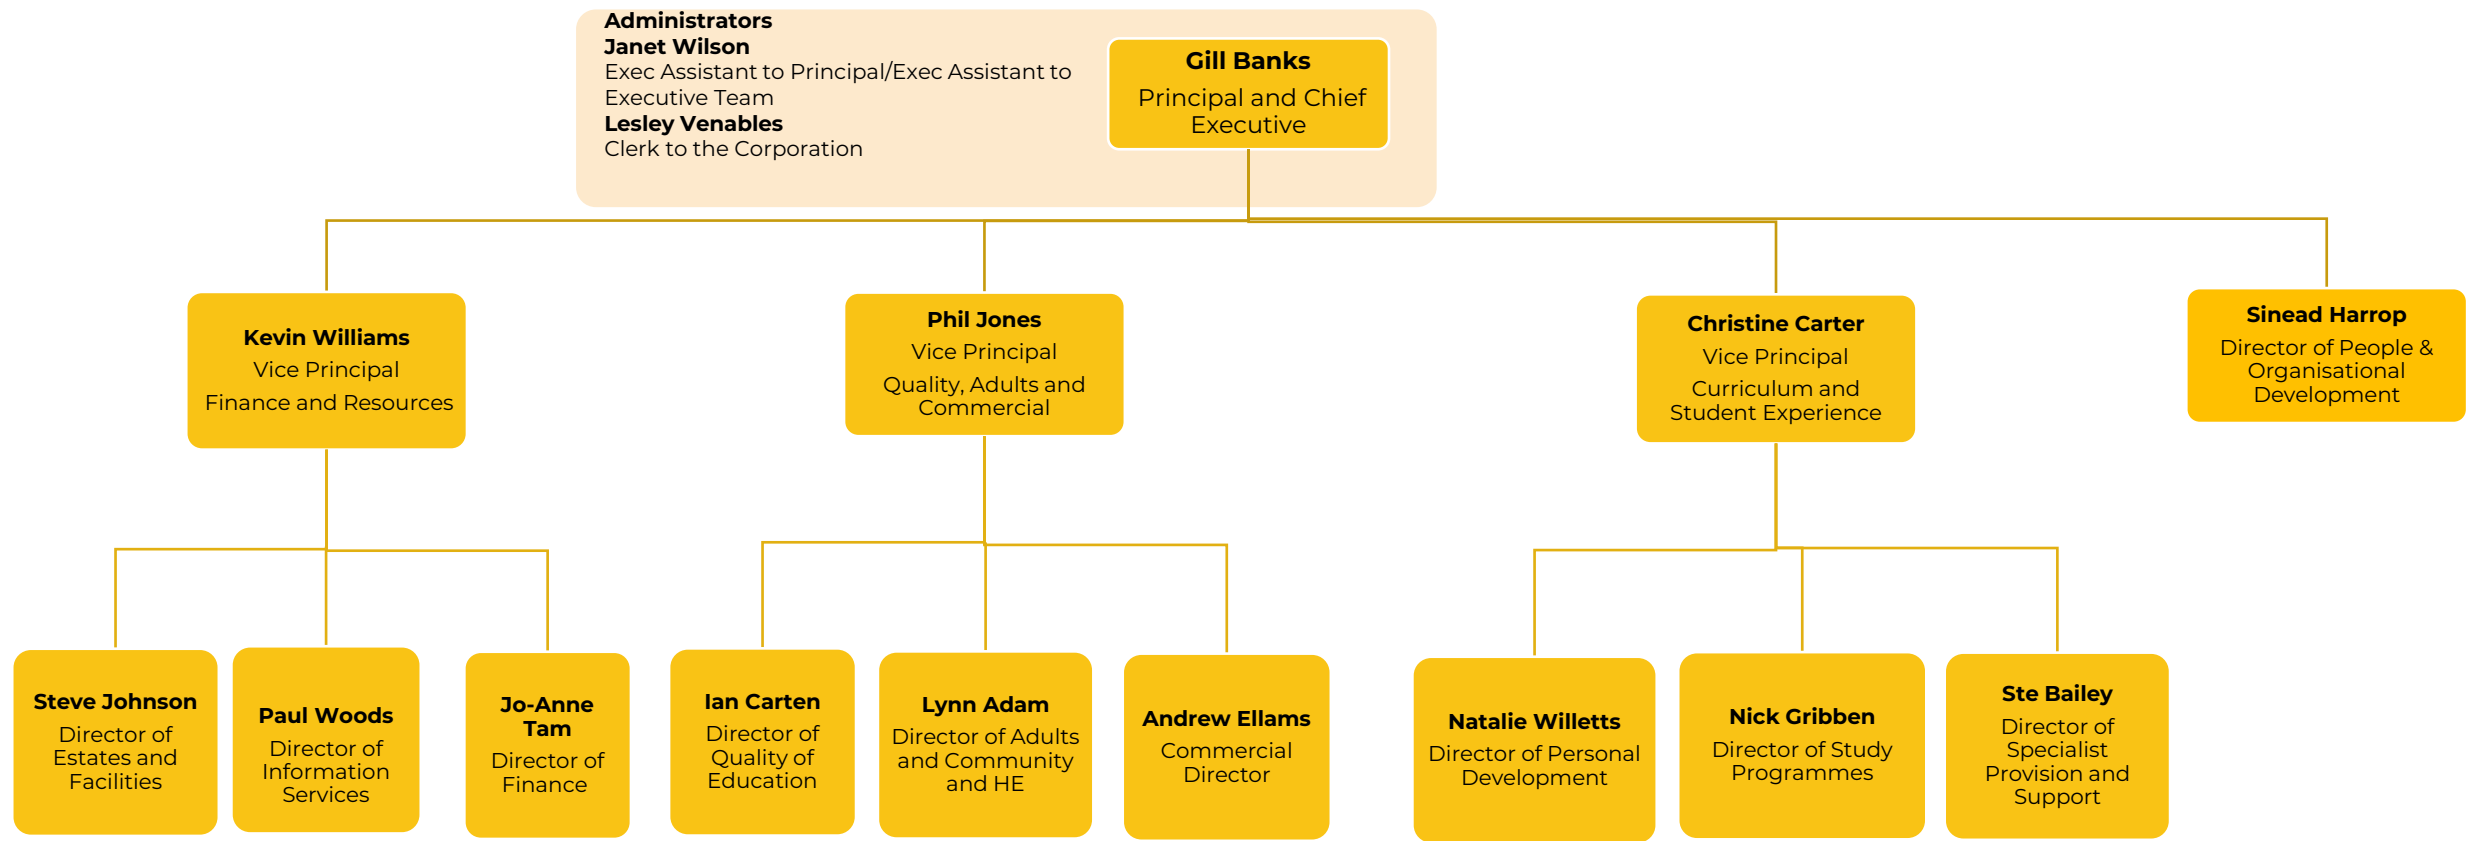 Administrators
Janet Wilson
Exec Assistant to Principal/Exec Assistant to
Executive Team
Lesley Venables
Clerk to the Corporation
Gill Banks
Principal and Chief
Executive
Kevin Williams
Vice Principal
Finance and Resources
Phil Jones
Vice Principal
Quality, Adults and
Commercial
Christine Carter
Vice Principal
Curriculum and
Student Experience
Sinead Harrop
Director of People &
Organisational
Development
Steve Johnson
Director of
Estates and
Facilities
Paul Woods
Director of
Information
Services
Jo-Anne
Tam
Director of
Finance
Ian Carten
Director of
Quality of
Education
Lynn Adam
Director of Adults
and Community
and HE
Andrew Ellams
Commercial
Director
Natalie Willetts
Director of Personal
Development
Nick Gribben
Director of Study
Programmes
Ste Bailey
Director of
Specialist
Provision and
Support